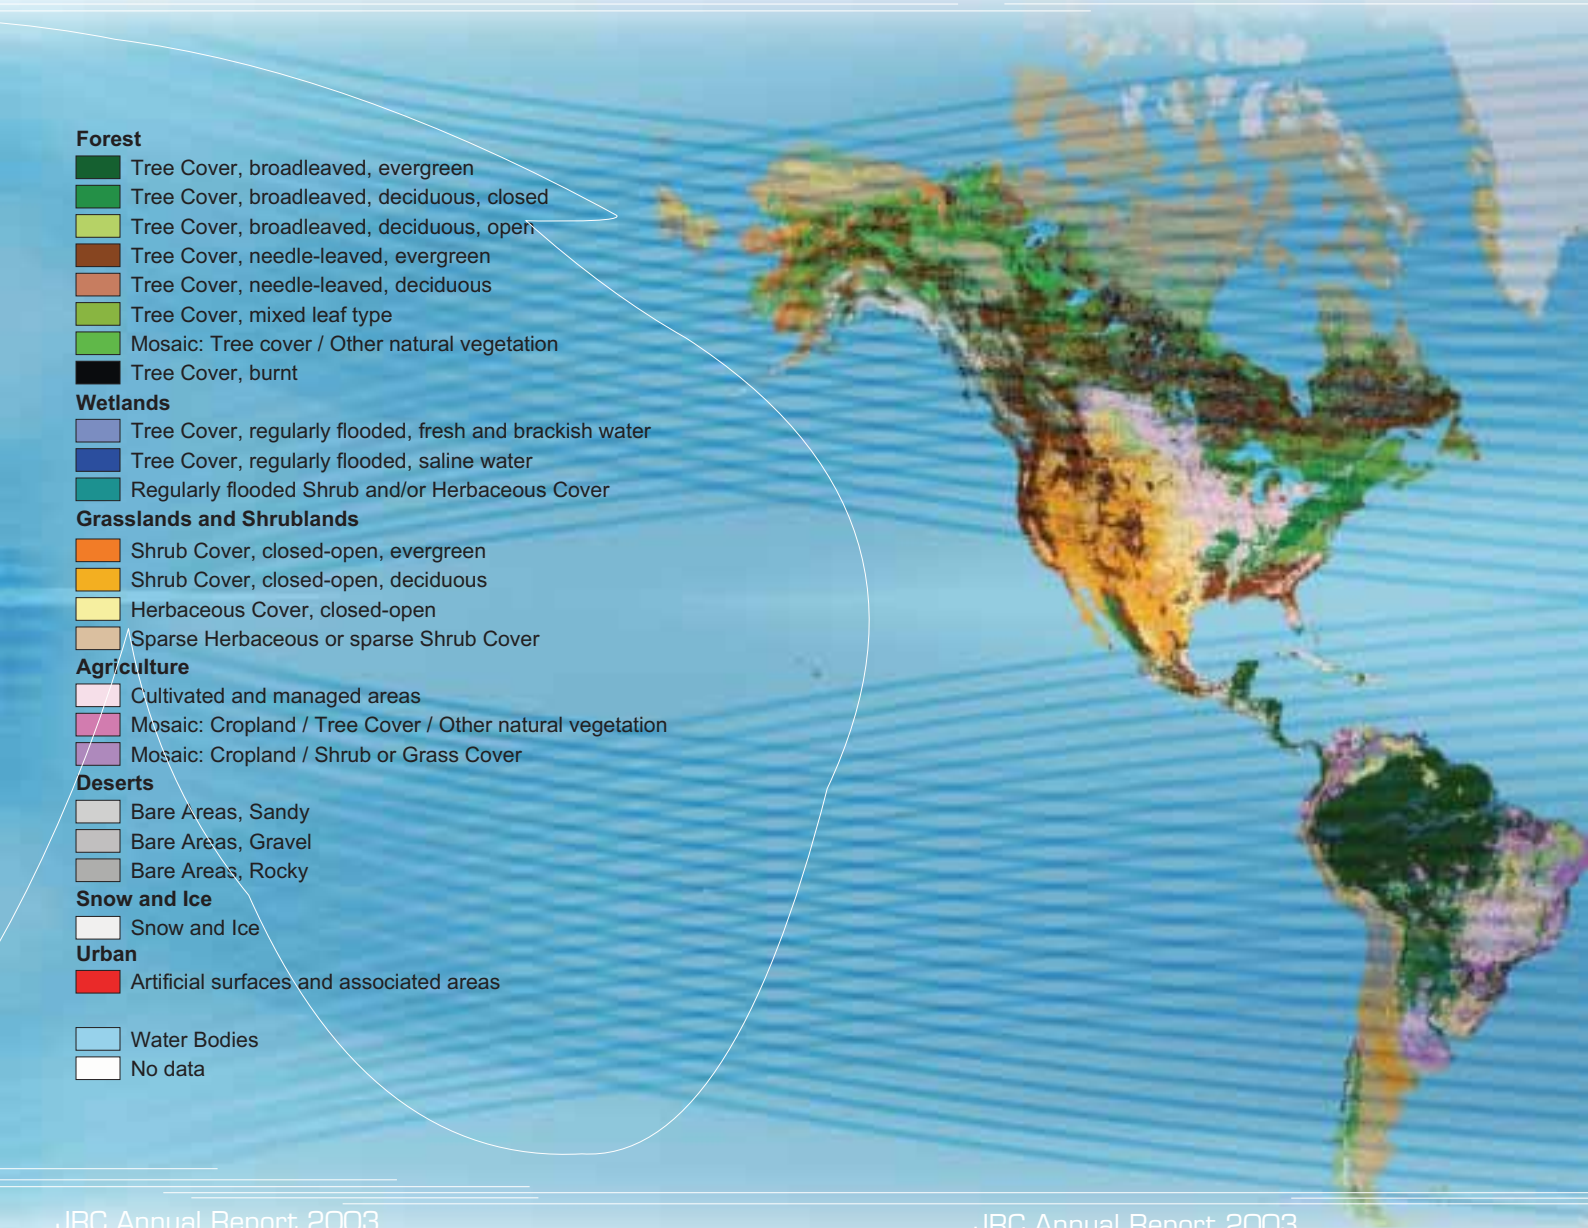 Forest
Tree Cover, broadleaved, evergreen
Tree Cover, broadleaved, deciduous, closed
Tree Cover, broadleaved, deciduous, open
Tree Cover, needle-leaved, evergreen
Tree Cover, needle-leaved, deciduous
Tree Cover, mixed leaf type
Mosaic: Tree cover / Other natural vegetation
Tree Cover, burnt
Wetlands
Tree Cover, regularly flooded, fresh and brackish water
Tree Cover, regularly flooded, saline water
Regularly flooded Shrub and/or Herbaceous Cover
Grasslands and Shrublands
Shrub Cover, closed-open, evergreen
Shrub Cover, closed-open, deciduous
Herbaceous Cover, closed-open
Sparse Herbaceous or sparse Shrub Cover
Agriculture
Cultivated and managed areas
Mosaic: Cropland / Tree Cover / Other natural vegetation
Mosaic: Cropland / Shrub or Grass Cover
Deserts
Bare Areas, Sandy
Bare Areas, Gravel
Bare Areas, Rocky
Snow and Ice
Snow and Ice
Urban
Artificial surfaces and associated areas
Water Bodies
No data
JRC Annual Report 2003
JRC Annual Report 2003